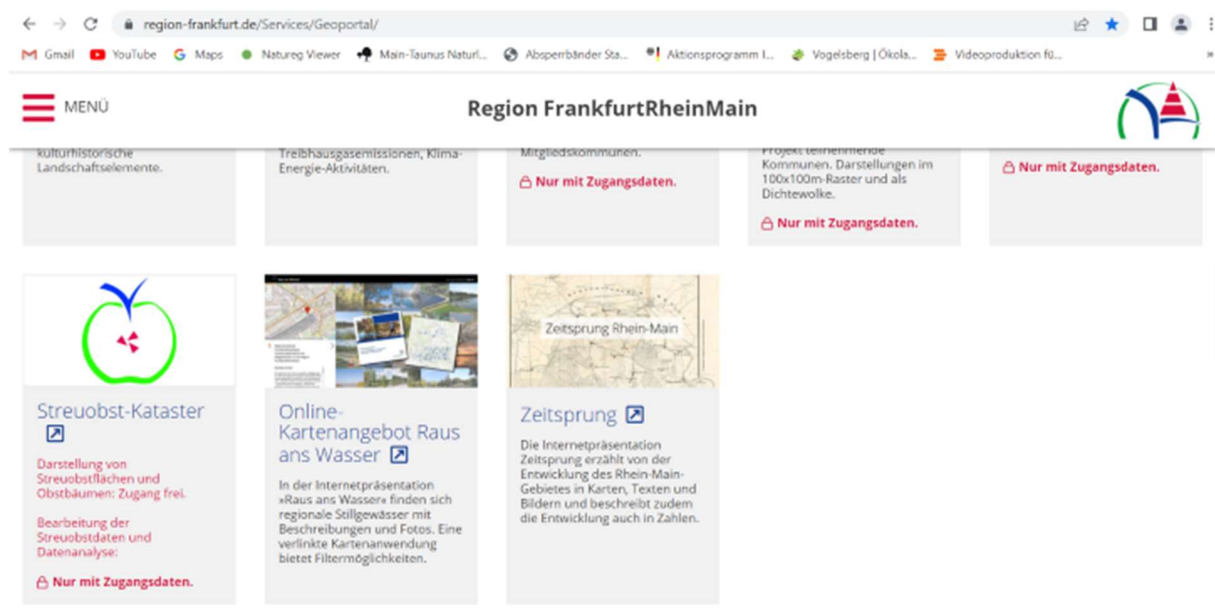 region-frankfurt.de/Services/Geoportal/
Gmail YouTube Maps Natureg Viewer Main-Taunus Naturl... Absperrbänder Sta... Aktionsprogramm I... Vogelsberg | Ökola... Videoproduktion fü... »
MENÜ
Region FrankfurtRheinMain
kulturhistorische
Landschaftselemente.
Treibhausgasemissionen, Klima-
Energie-Aktivitäten.
Mitgliedskommunen.
Nur mit Zugangsdaten.
Projekt teilnehmende
Kommunen. Darstellungen im
100x100m-Raster und als
Dichtewolke.
Nur mit Zugangsdaten.
Nur mit Zugangsdaten.
Streuobst-Kataster
Darstellung von
Streuobstflächen und
Obstbäumen: Zugang frei.
Bearbeitung der
Streuobstdaten und
Datenanalyse:
Nur mit Zugangsdaten.
Online-
Kartenangebot Raus
ans Wasser
In der Internetpräsentation
»Raus ans Wasser« finden sich
regionale Stillgewässer mit
Beschreibungen und Fotos. Eine
verlinkte Kartenanwendung
bietet Filtermöglichkeiten.
Zeitsprung Rhein-Main
Zeitsprung
Die Internetpräsentation
Zeitsprung erzählt von der
Entwicklung des Rhein-Main-
Gebietes in Karten, Texten und
Bildern und beschreibt zudem
die Entwicklung auch in Zahlen.